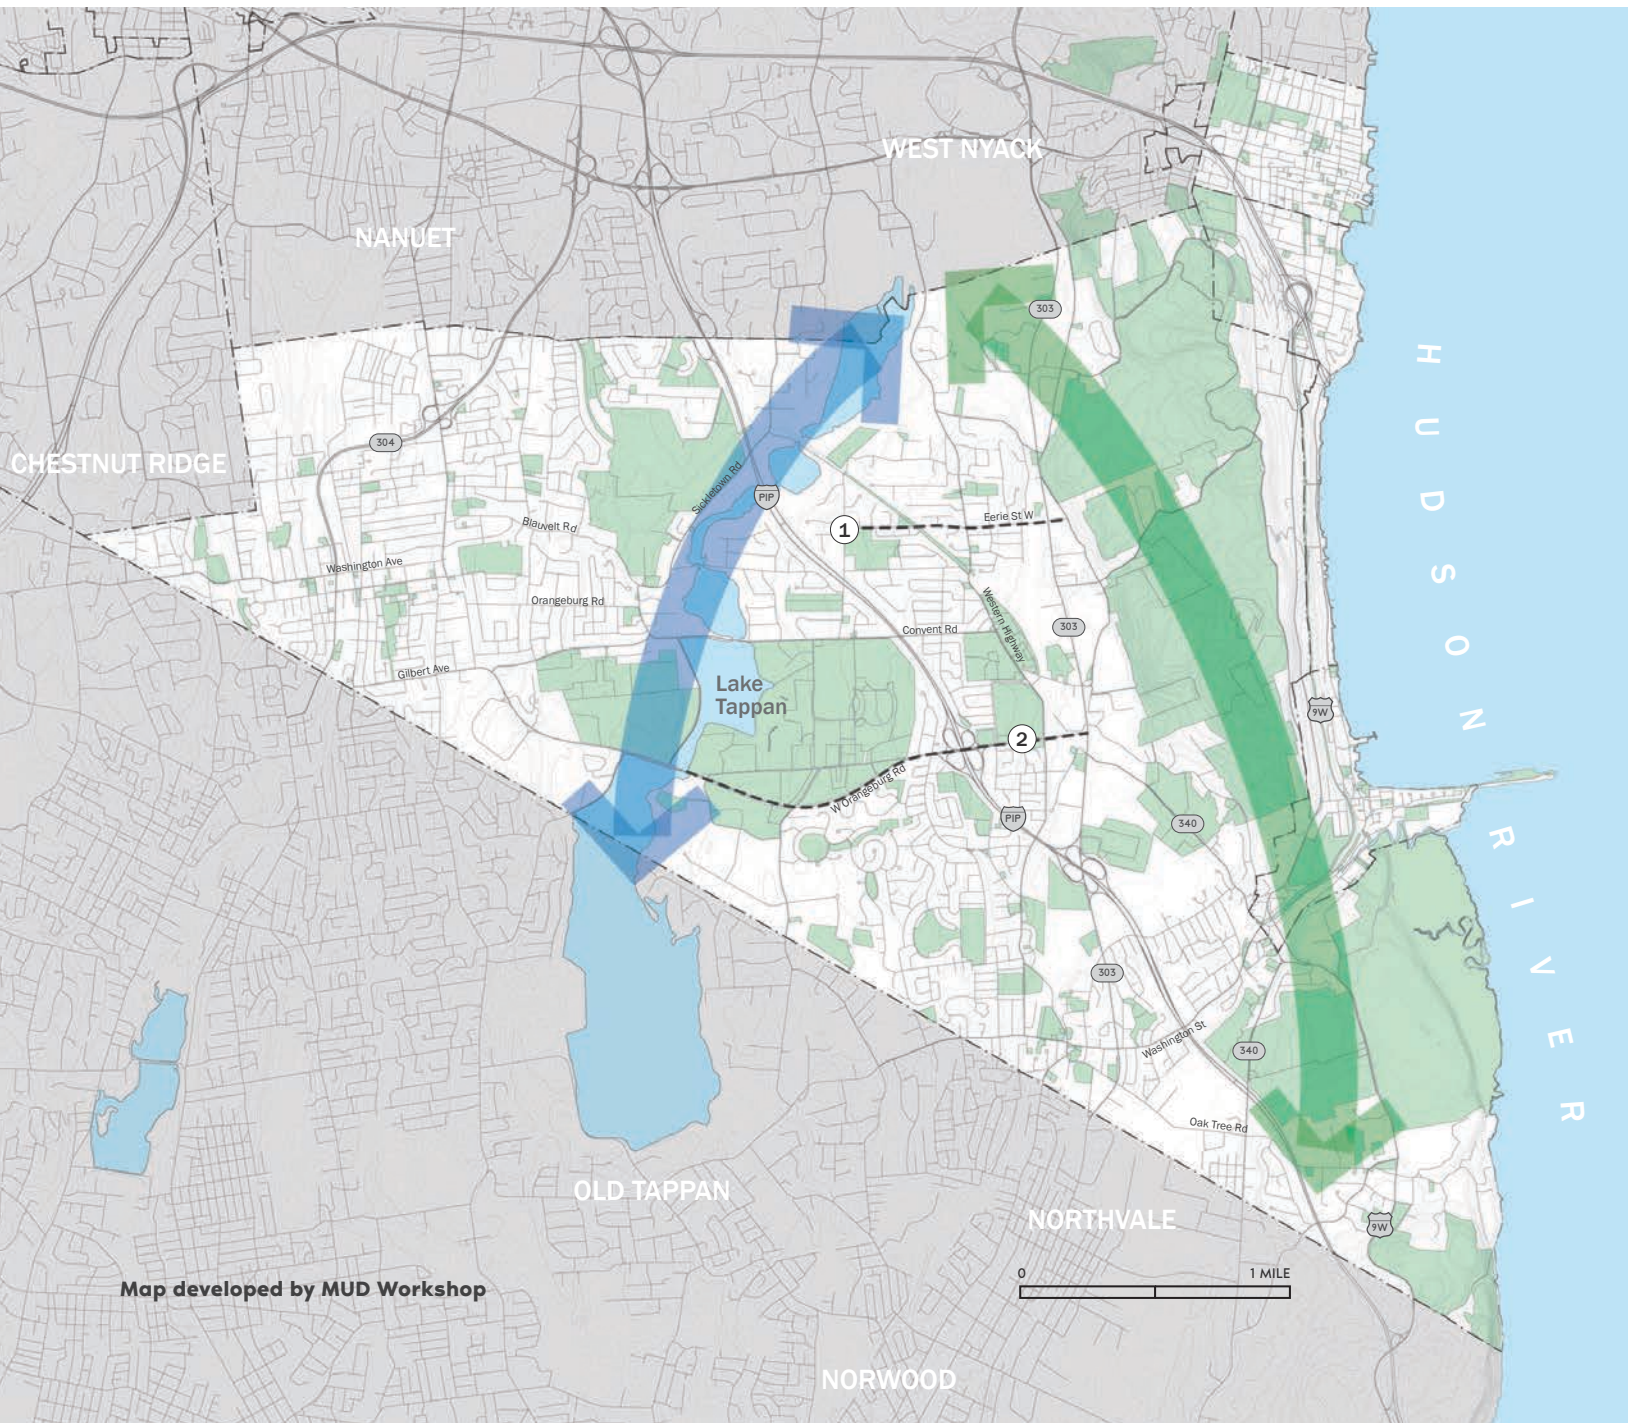 WEST NYACK
NANUET
303
H
U
D
S
O
N
R
I
V
E
R
304
CHESTNUT RIDGE
Sickletown Rd
PIP
1
Eerie St W
Blauvelt Rd
Washington Ave
Orangeburg Rd
Western Highway
Convent Rd
303
Gilbert Ave
Lake
Tappan
9W
2
W Orangeburg Rd
PIP
340
303
Washington St
340
Oak Tree Rd
OLD TAPPAN
NORTHVALE
9W
0
1 MILE
Map developed by MUD Workshop
NORWOOD